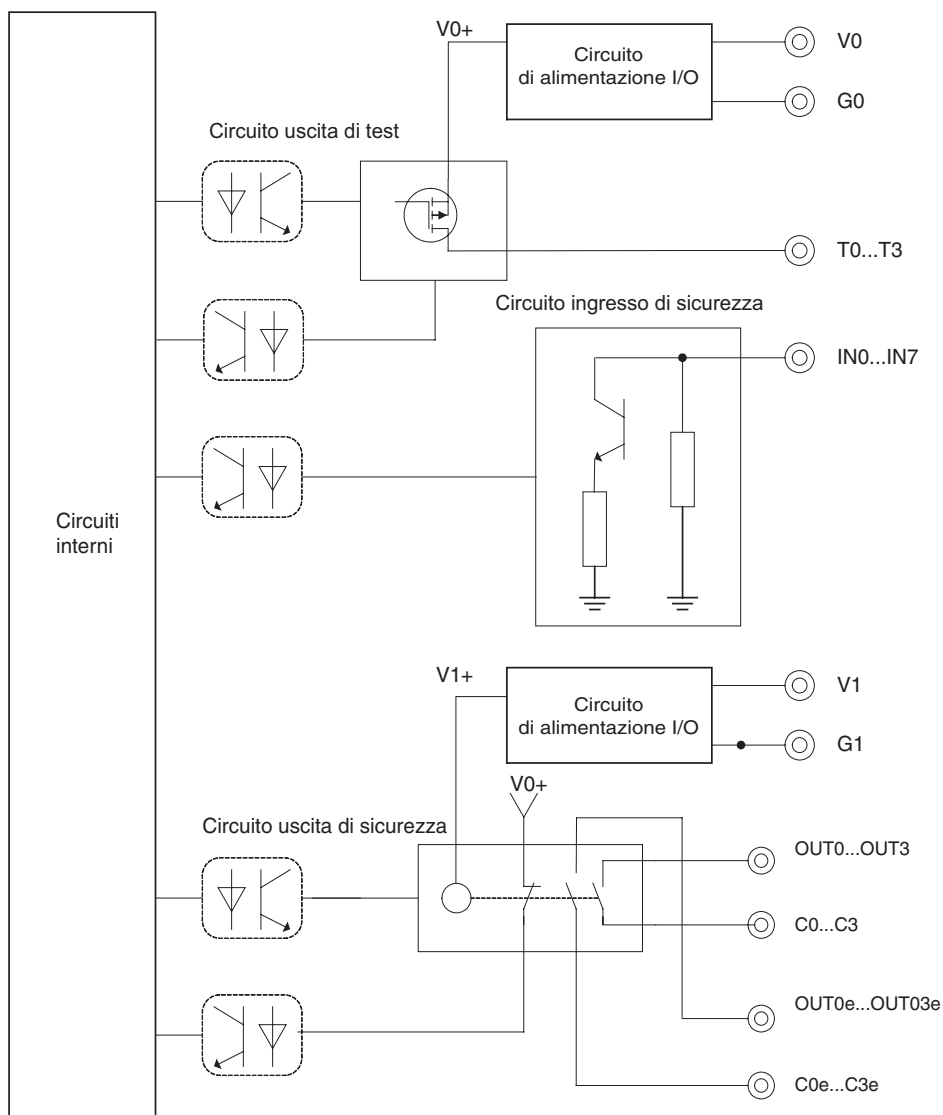 V0+
Circuito
di alimentazione I/O
V0
G0
Circuito uscita di test
T0...T3
Circuito ingresso di sicurezza
IN0...IN7
Circuiti
interni
V1+
Circuito
di alimentazione I/O
V1
G1
V0+
Circuito uscita di sicurezza
OUT0...OUT3
C0...C3
OUT0e...OUT03e
C0e...C3e